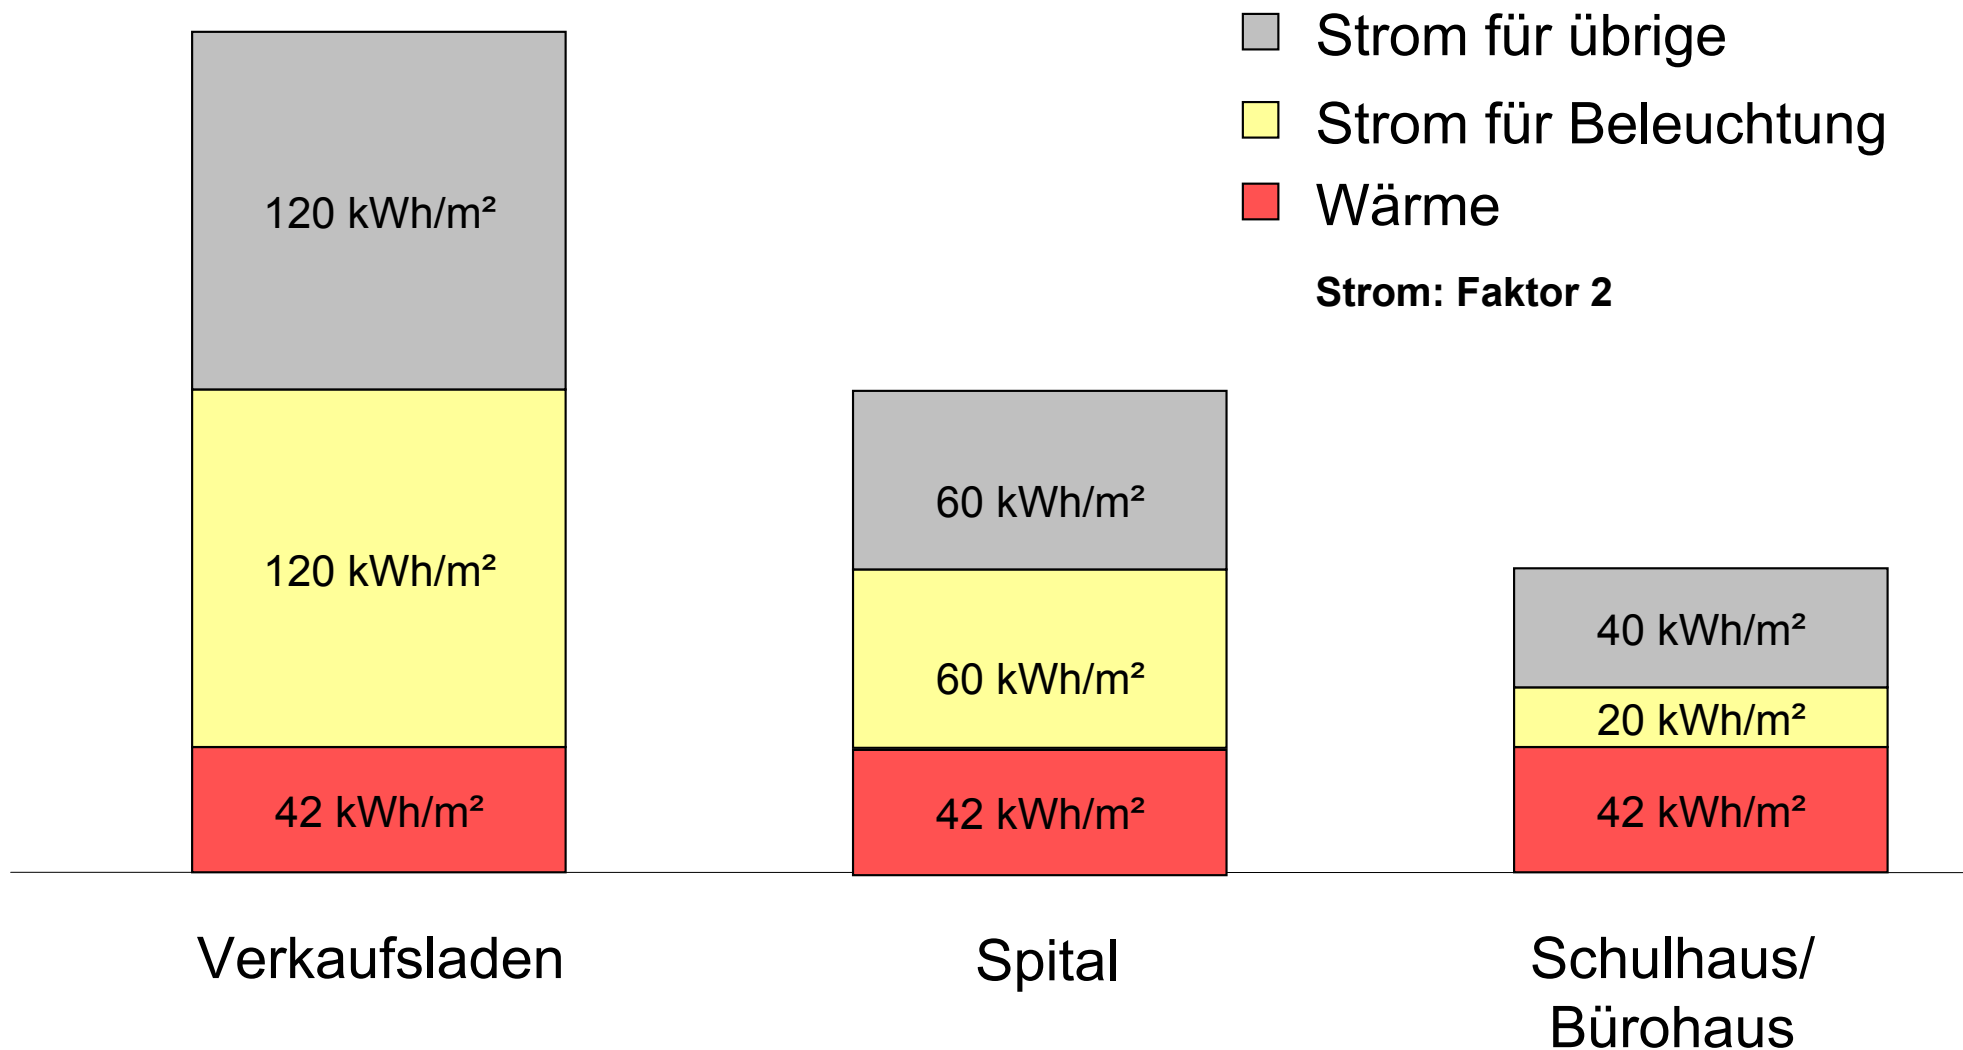 Strom für übrige
Strom für Beleuchtung
Wärme
Strom: Faktor 2
120 kWh/m²
120 kWh/m²
42 kWh/m²
60 kWh/m²
60 kWh/m²
42 kWh/m²
40 kWh/m²
20 kWh/m²
42 kWh/m²
Verkaufsladen
Spital
Schulhaus/
Bürohaus